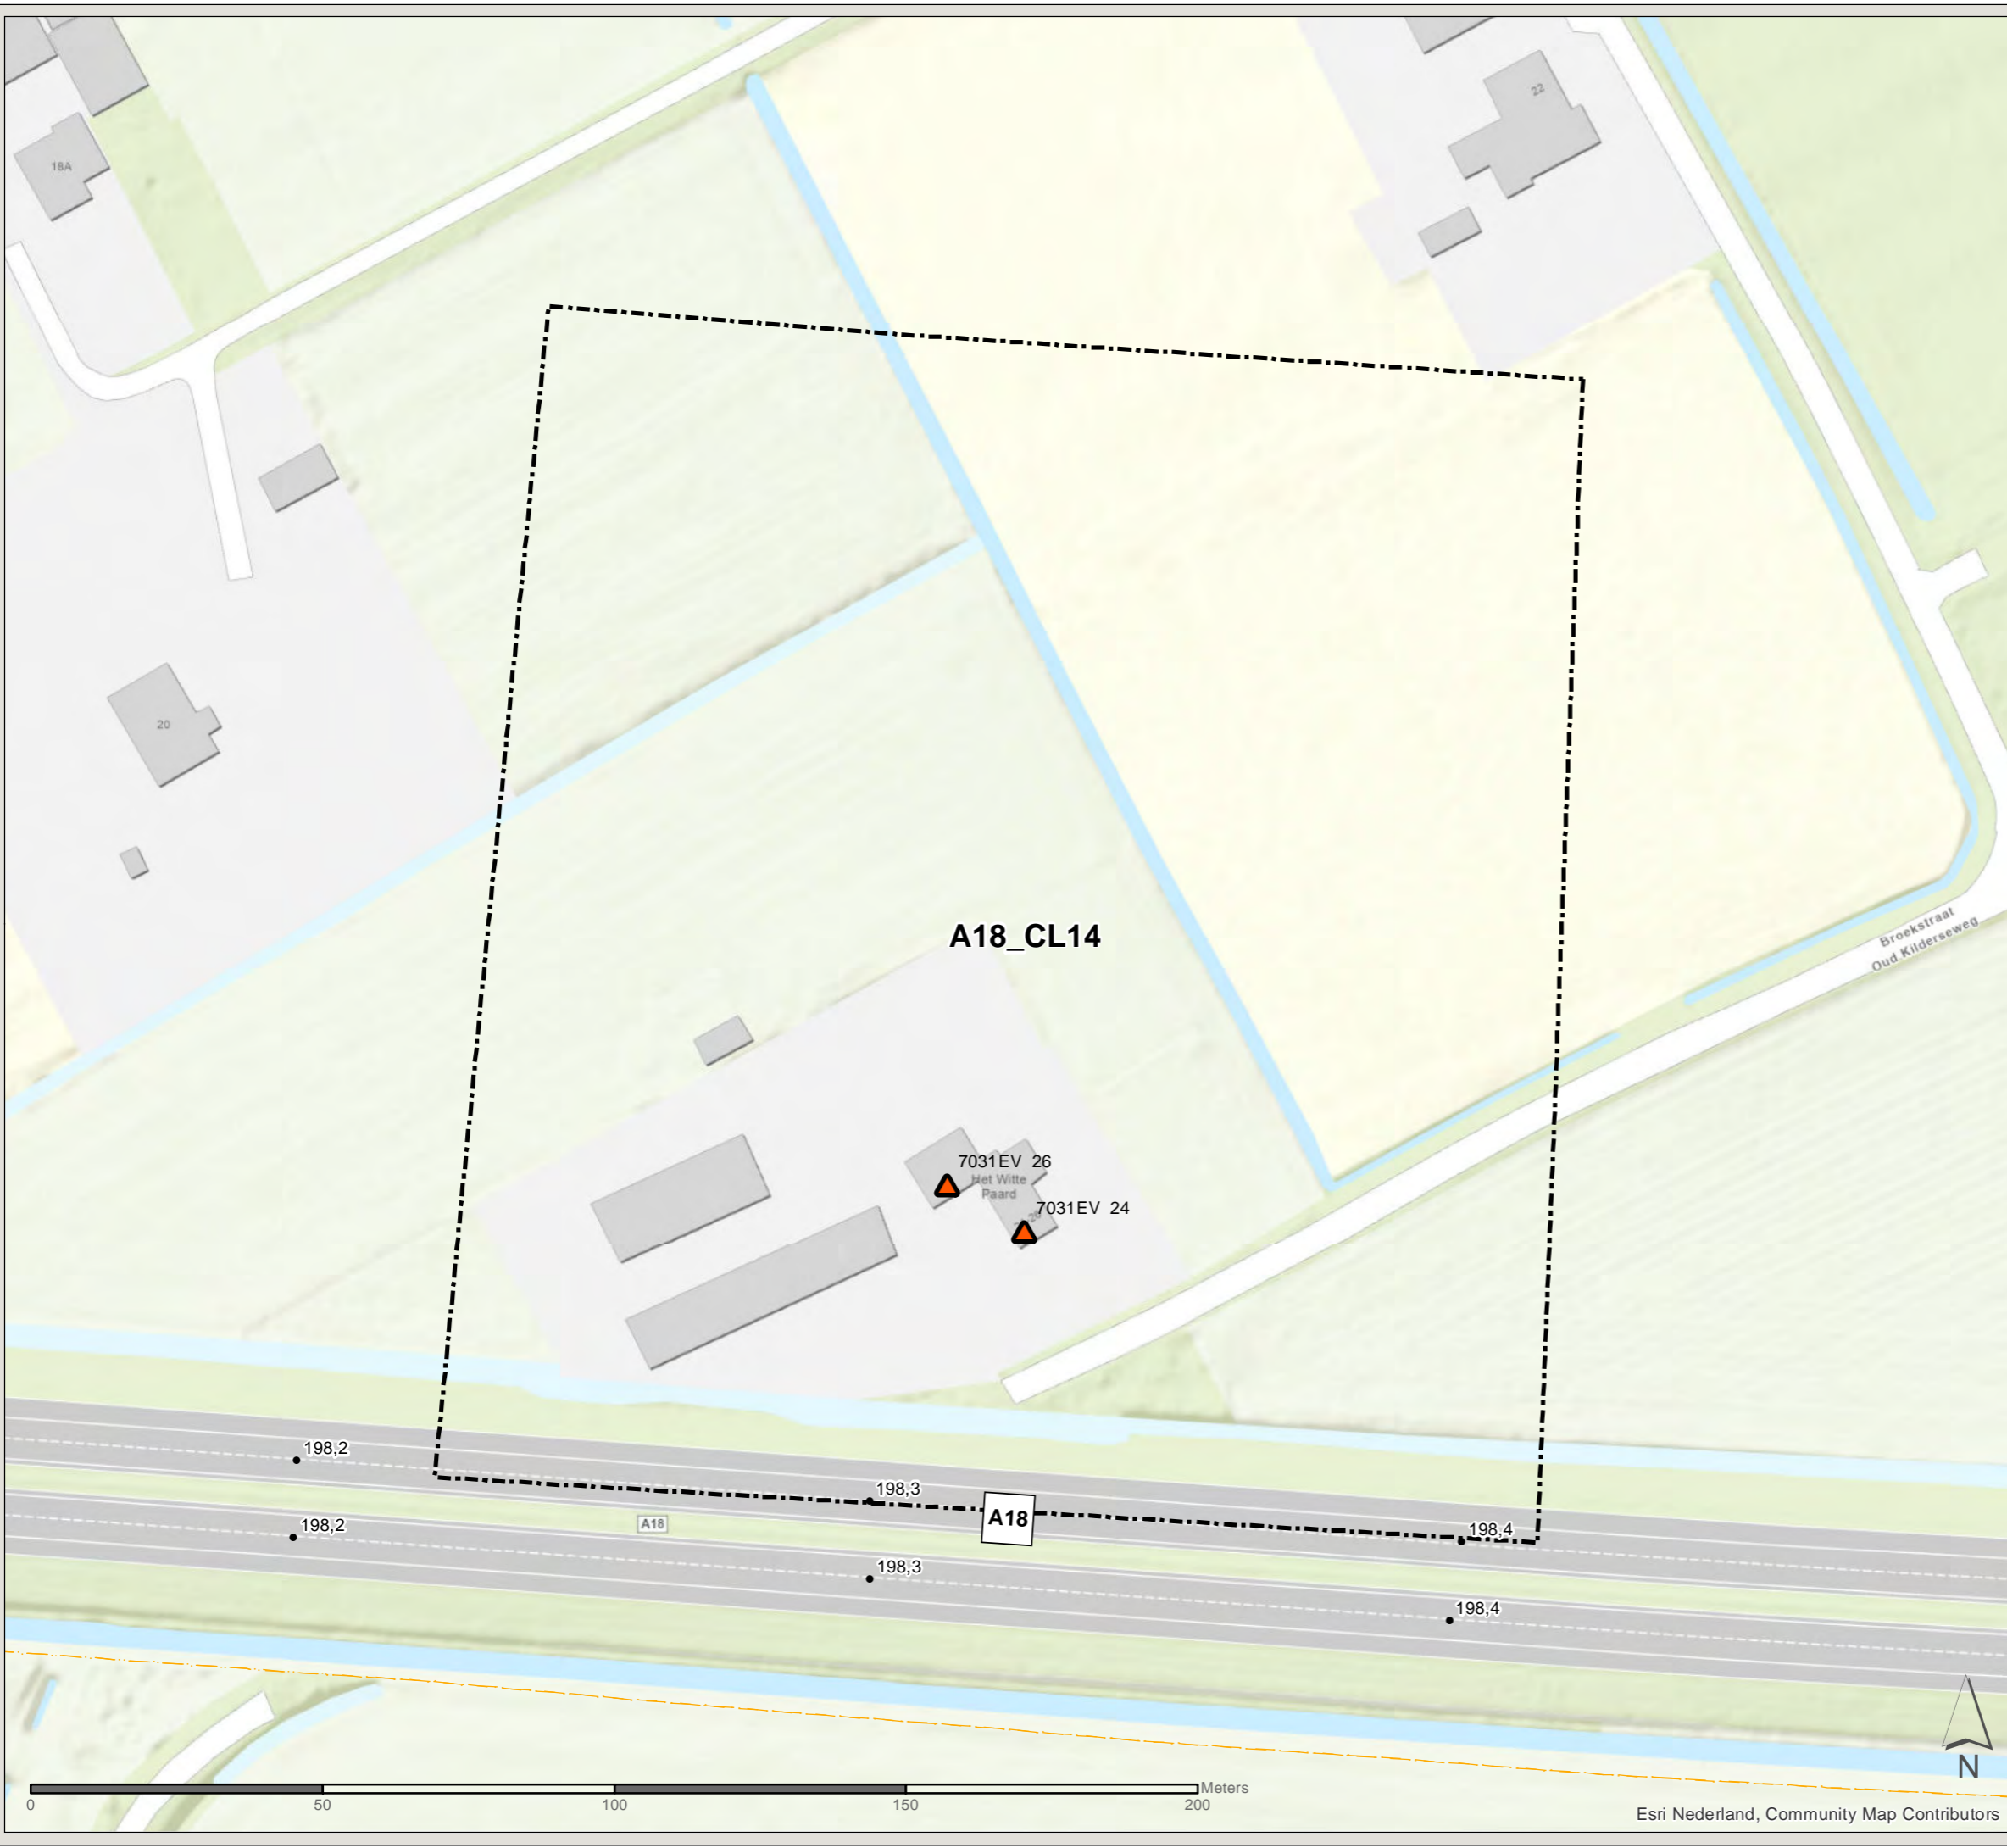 22
18A
20
A18_CL14
Broekstraat
Oud Kilderseweg
7031EV 26
Het Witte
Paard
7031EV 24
198,2
198,3
198,2
A18
A18
198,4
198,3
198,4
N
Meters
0 50 100 150 200
Esri Nederland, Community Map Contributors